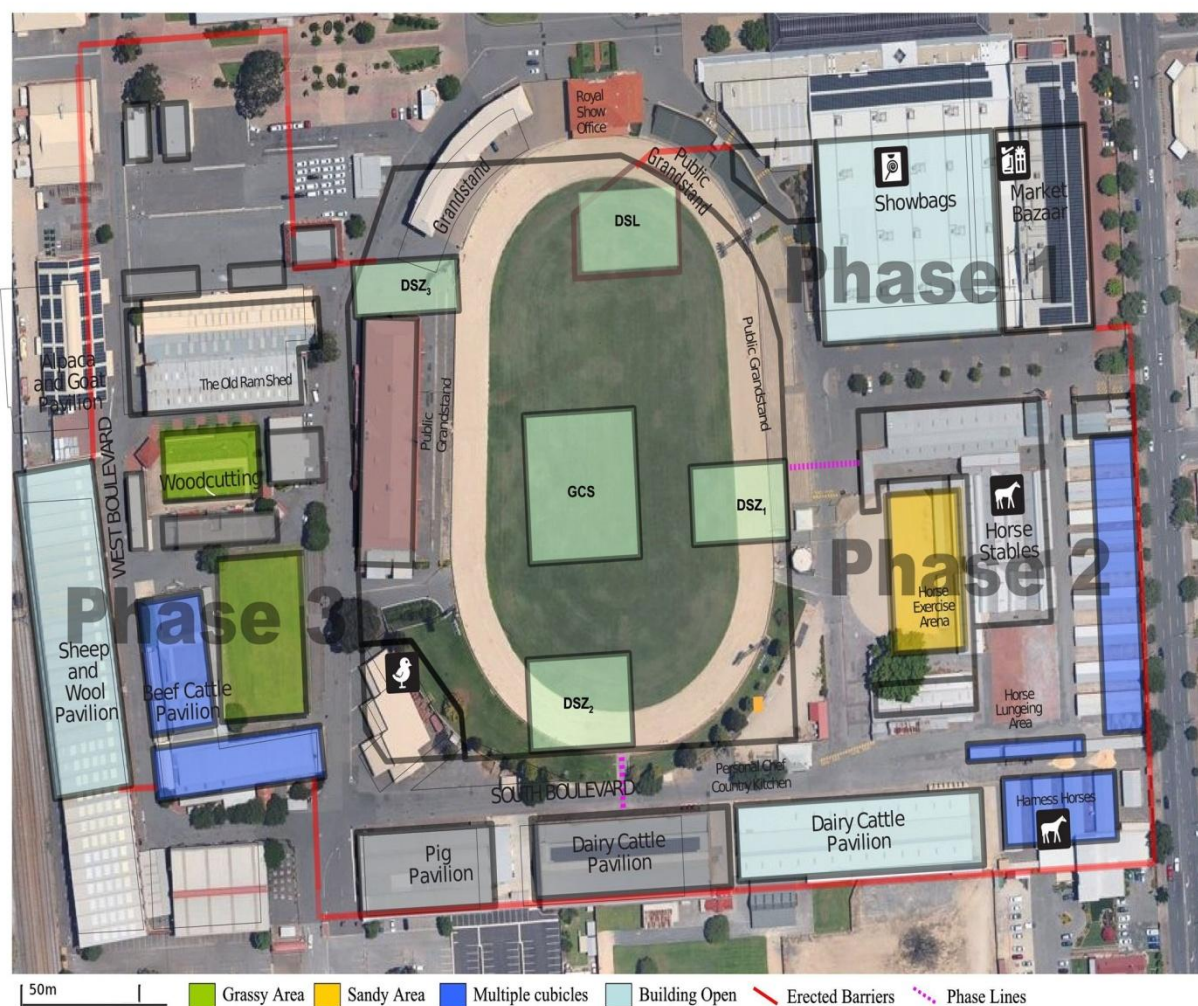 Royal
Show
Office
Grandstand
Public
Grandstand
DSL
Showbags
Market
Bazaar
Phase 1
DSZ3
Alpaca
and Goat
Pavilion
The Old Ram Shed
Public
Grandstand
Public Grandstand
WEST BOULEVARD
Woodcutting
GCS
DSZ1
Horse
Stables
Phase 2
Horse
Exercise
Arena
Phase 3
Sheep
and
Wool
Pavilion
Beef Cattle
Pavilion
DSZ2
Horse
Lungeing
Area
Personal Chef
Country Kitchen
SOUTH BOULEVARD
Pig
Pavilion
Dairy Cattle
Pavilion
Dairy Cattle
Pavilion
Harness Horses
50m
Grassy Area
Sandy Area
Multiple cubicles
Building Open
Erected Barriers
Phase Lines